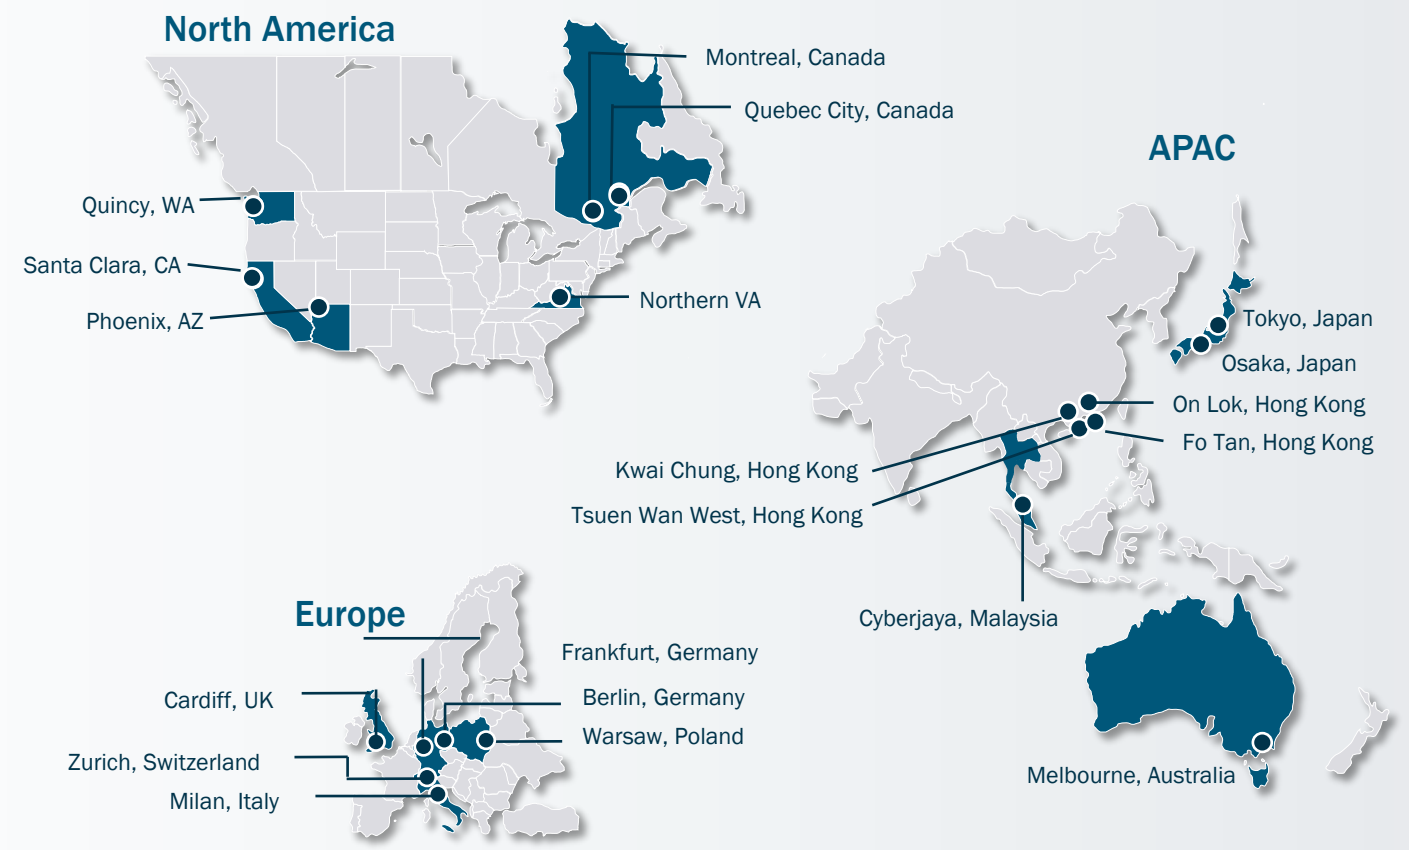 North America
Montreal, Canada
Quebec City, Canada
Quincy, WA
Santa Clara, CA
Phoenix, AZ
Northern VA
APAC
Tokyo, Japan
Osaka, Japan
On Lok, Hong Kong
Fo Tan, Hong Kong
Kwai Chung, Hong Kong
Tsuen Wan West, Hong Kong
Cyberjaya, Malaysia
Melbourne, Australia
Europe
Frankfurt, Germany
Cardiff, UK
Berlin, Germany
Warsaw, Poland
Zurich, Switzerland
Milan, Italy